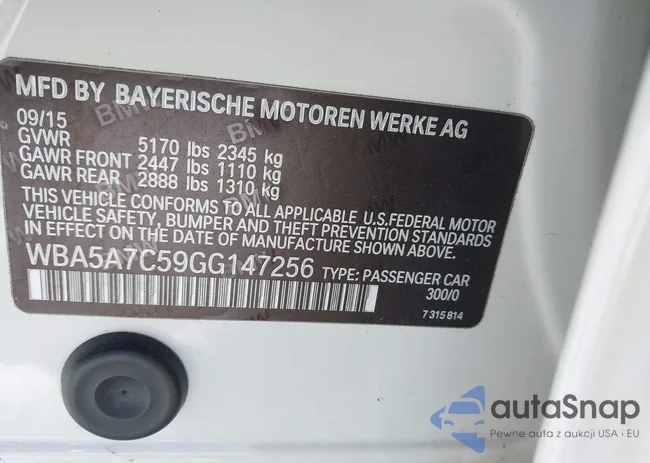 MFD BY BAYERISCHE MOTOREN WERKE AG
09/15
GVWR 5170 lbs 2345 kg
GAWR FRONT 2447 lbs 1110 kg
GAWR REAR 2888 lbs 1310 kg
THIS VEHICLE CONFORMS TO ALL APPLICABLE U.S.FEDERAL MOTOR
VEHICLE SAFETY, BUMPER AND THEFT PREVENTION STANDARDS
IN EFFECT ON THE DATE OF MANUFACTURE SHOWN ABOVE.
WBA5A7C59GG147256 TYPE: PASSENGER CAR
300/0
7 315 814
autoSnap
Pewne auta z aukcji USA i EU